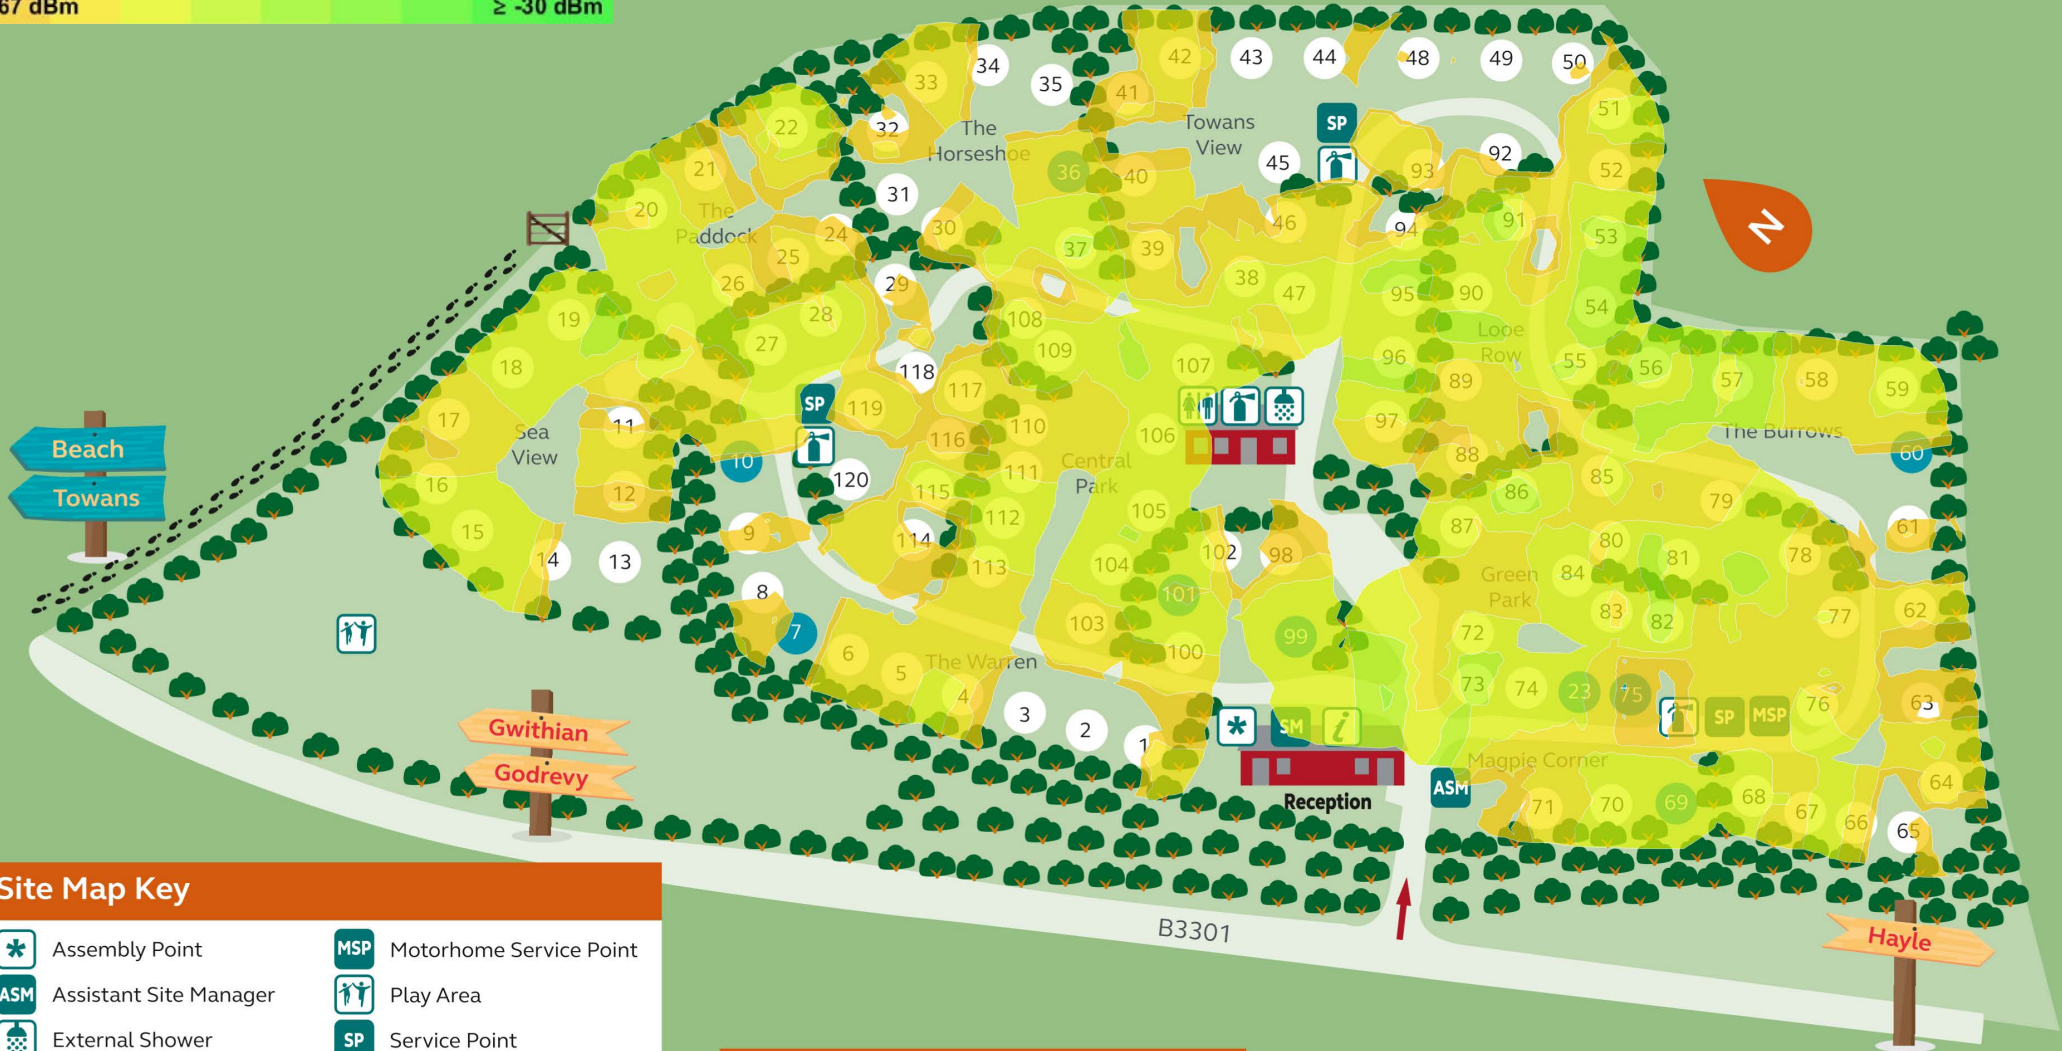 67 dBm
≥ -30 dBm
34
42
43
44
48
49
50
33
35
41
51
22
32
The
Horseshoe
Towans
View
SP
92
21
36
40
45
93
52
20
31
The
Paddock
24
30
46
94
91
53
N
25
37
39
26
29
38
47
95
90
54
19
28
108
27
109
Looe
Row
18
118
107
96
55
56
57
58
59
89
117
SP
119
17
11
110
106
97
The Burrows
Beach
Sea
View
116
88
60
10
Central
Park
111
Towans
16
12
120
115
86
85
79
15
112
105
87
61
9
114
102
98
80
78
14
13
113
104
84
81
Green
Park
8
101
103
83
82
77
62
7
99
72
6
100
The Warren
5
4
73
74
23
75
76
63
3
2
1
*
SM
i
SP
MSP
Gwithian
Magpie Corner
Godrevy
ASM
64
Reception
71
70
69
68
67
66
65
B3301
Hayle
Site Map Key
* Assembly Point
MSP Motorhome Service Point
ASM Assistant Site Manager
Play Area
External Shower
SP Service Point